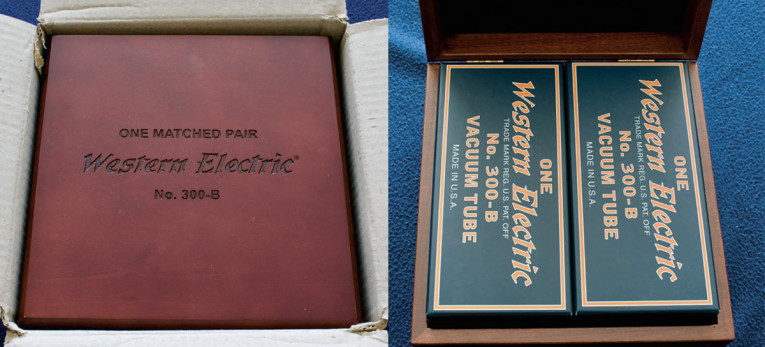 ONE MATCHED PAIR
Western Electric®
No. 300-B
ONE
Western Electric
TRADE MARK REG. U.S. PAT. OFF
No. 300-B
VACUUM TUBE
MADE IN U.S.A.
ONE
Western Electric
TRADE MARK REG. U.S. PAT. OFF
No. 300-B
VACUUM TUBE
MADE IN U.S.A.